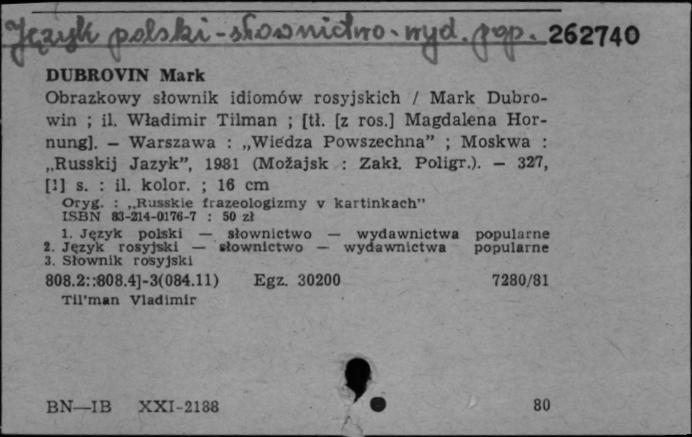 Język polski - słownictwo - wyd. pop. 262740
DUBROVIN Mark
Obrazkowy słownik idiomów rosyjskich / Mark Dubro-
win ; il. Władimir Tilman ; [tł. [z ros.] Magdalena Hor-
nung]. — Warszawa : „Wiedza Powszechna” ; Moskwa :
„Russkij Jazyk”, 1981 (Możajsk : Zakł. Poligr.). — 327,
[1] s. : il. kolor. ; 16 cm
Oryg. : „Russkie frazeologizmy v kartinkach”
ISBN 83-214-0176-7 : 50 zł
1. Język polski — słownictwo — wydawnictwa popularne
2. Język rosyjski — słownictwo — wydawnictwa popularne
3. Słownik rosyjski
808.2::808.4]-3(084.11) Egz. 30200 7280/81
Til'man Vladimir
BN—IB XXI-2188 80